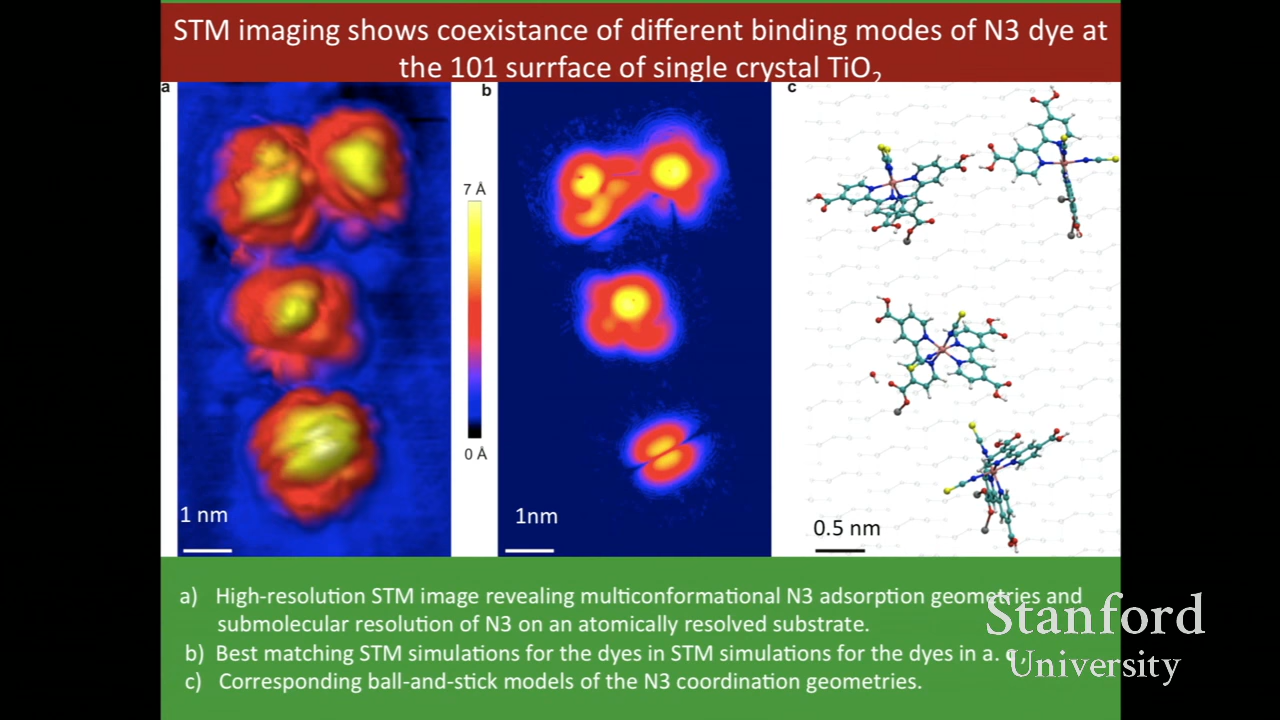 STM imaging shows coexistance of different binding modes of N3 dye at
the 101 surrface of single crystal TiO2
a
b
c
7 Å
0 Å
1 nm
1nm
0.5 nm
a) High-resolution STM image revealing multiconformational N3 adsorption geometries and
submolecular resolution of N3 on an atomically resolved substrate.
b) Best matching STM simulations for the dyes in STM simulations for the dyes in a. c,
c) Corresponding ball-and-stick models of the N3 coordination geometries.
Stanford
University